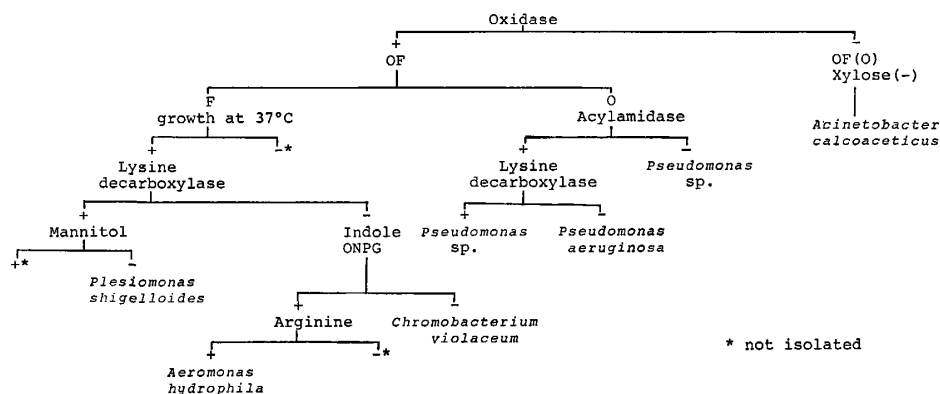 Oxidase
+ −
OF OF(O)
Xylose(-)
F O
growth at 37°C Acylamidase Acinetobacter
calcoaceticus
+ −* + −
Lysine
decarboxylase Lysine
decarboxylase Pseudomonas
sp.
+ − + −
Mannitol Indole
ONPG Pseudomonas
sp. Pseudomonas
aeruginosa
+* −
Plesiomonas
shigelloides
+ −
Arginine Chromobacterium
violaceum
+ −*
* not isolated
Aeromonas
hydrophila